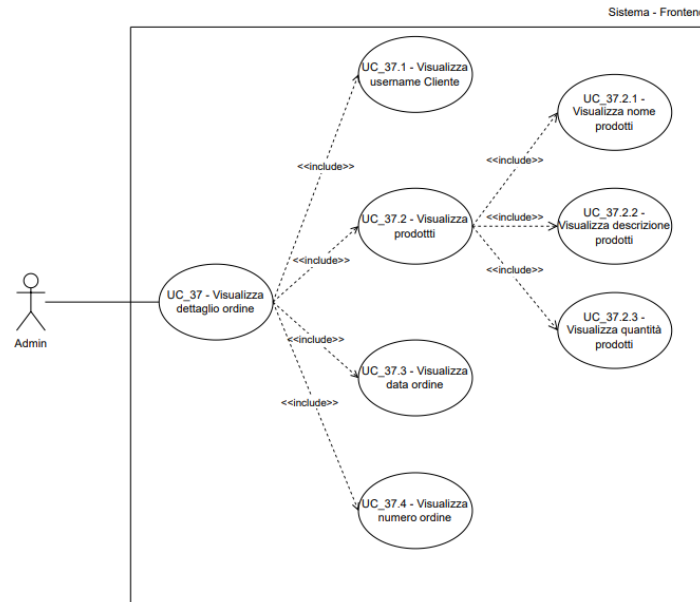 Sistema - Frontend
UC_37.1 - Visualizza
username Cliente
UC_37.2.1 -
Visualizza nome
prodotti
<<include>>
<<include>>
UC_37.2 - Visualizza
prodottti
<<include>>
UC_37.2.2 -
Visualizza descrizione
prodotti
<<include>>
<<include>>
UC_37 - Visualizza
dettaglio ordine
UC_37.2.3 -
Visualizza quantità
prodotti
Admin
<<include>>
UC_37.3 - Visualizza
data ordine
<<include>>
UC_37.4 - Visualizza
numero ordine